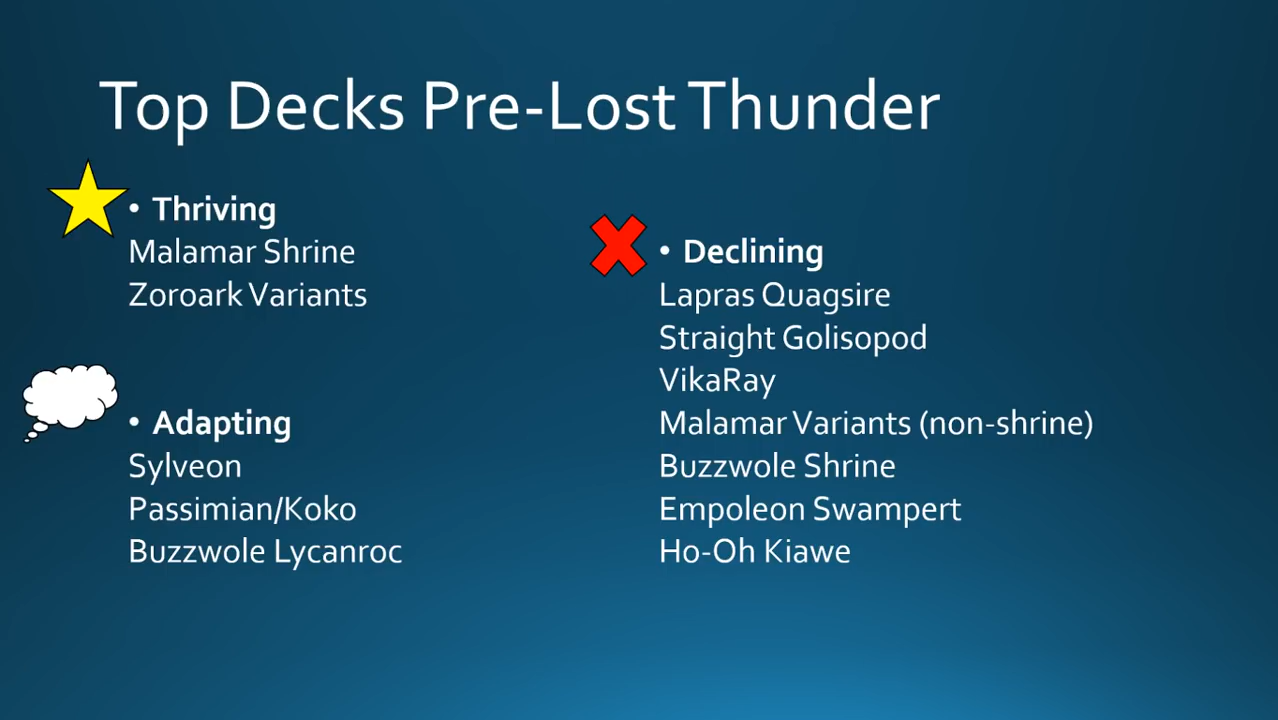 Top Decks Pre-Lost Thunder
• Thriving
Malamar Shrine
Zoroark Variants
• Adapting
Sylveon
Passimian/Koko
Buzzwole Lycanroc
• Declining
Lapras Quagsire
Straight Golisopod
VikaRay
Malamar Variants (non-shrine)
Buzzwole Shrine
Empoleon Swampert
Ho-Oh Kiawe